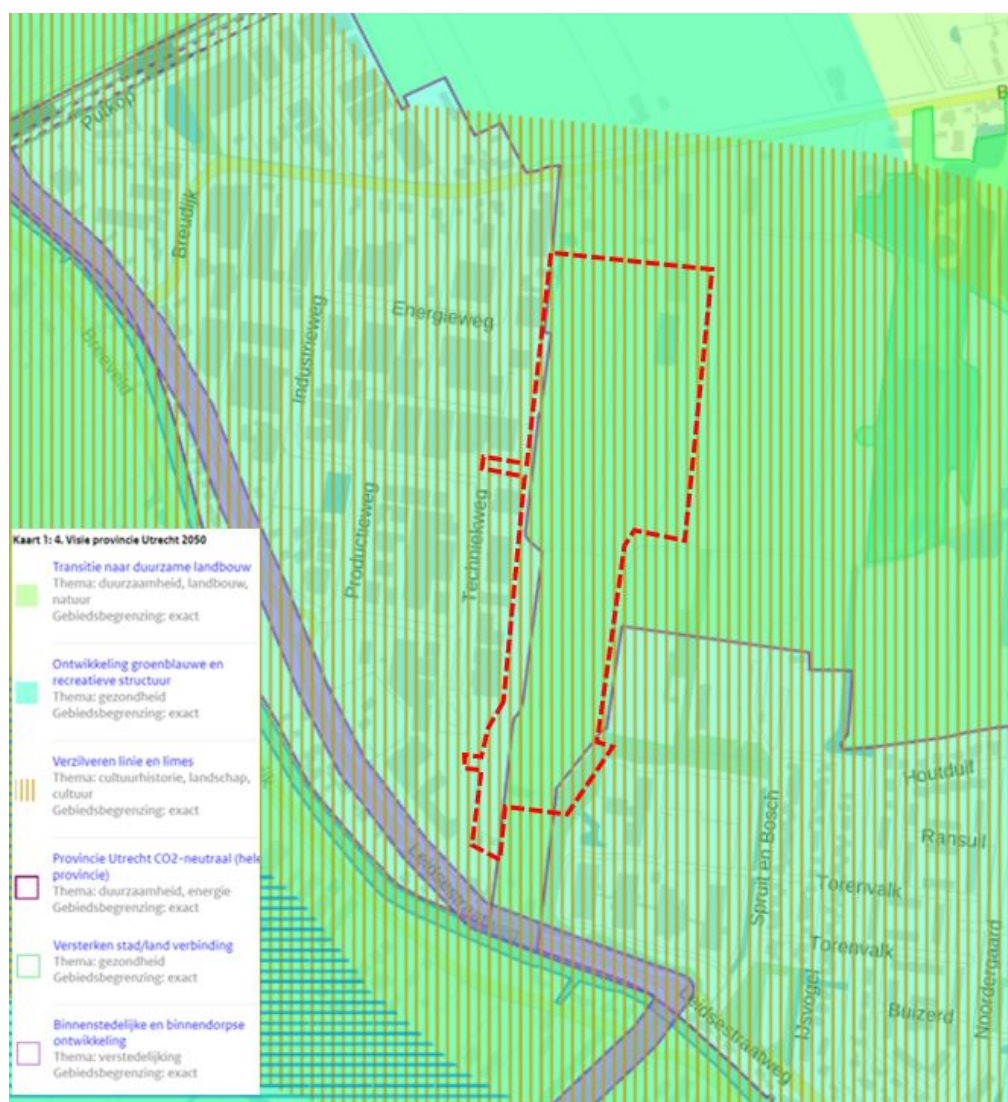 Putkop
B
Breudijk
Energieweg
Industrieweg
Breeveld
Productieweg
Techniekweg
Kaart 1: 4. Visie provincie Utrecht 2050
Transitie naar duurzame landbouw
Thema: duurzaamheid, landbouw,
natuur
Gebiedsbegrenzing: exact
Ontwikkeling groenblauwe en
recreatieve structuur
Thema: gezondheid
Gebiedsbegrenzing: exact
Verzilveren linie en limes
Thema: cultuurhistorie, landschap,
cultuur
Gebiedsbegrenzing: exact
Provincie Utrecht CO2-neutraal (hele
provincie)
Thema: duurzaamheid, energie
Gebiedsbegrenzing: exact
Versterken stad/land verbinding
Thema: gezondheid
Gebiedsbegrenzing: exact
Binnenstedelijke en binnendorpse
ontwikkeling
Thema: verstedelijking
Gebiedsbegrenzing: exact
Houtduif
Ransuil
Spruit en Bosch
Torenvalk
Torenvalk
IJsvogel
Buizerd
Noordergaard
Leidsestraatweg